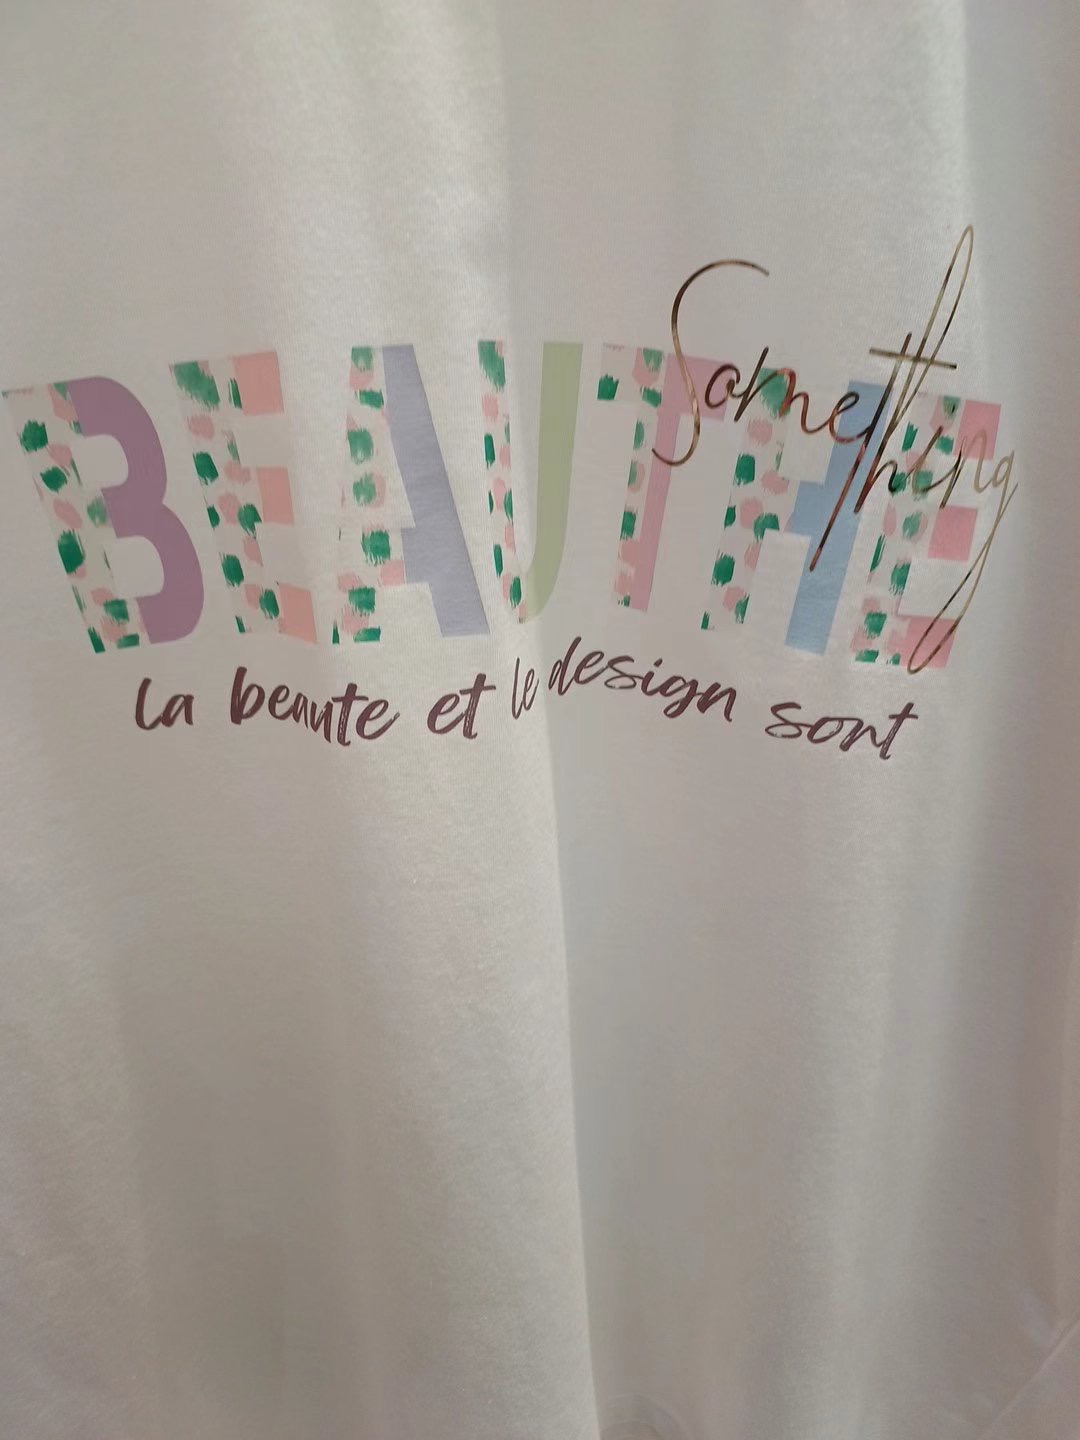 BEAUTHE
Something
la beaute et le design sont